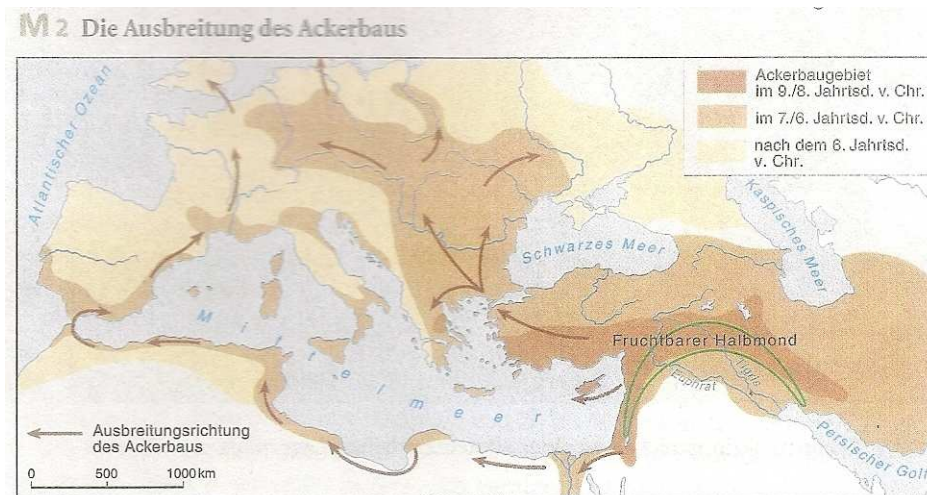 M 2 Die Ausbreitung des Ackerbaus
Ackerbaugebiet
im 9./8. Jahrtsd. v. Chr.
im 7./6. Jahrtsd. v. Chr.
nach dem 6. Jahrtsd.
v. Chr.
Atlantischer Ozean
Kaspisches Meer
Schwarzes Meer
Mittelmeer
Fruchtbarer Halbmond
Euphrat
Tigris
Persischer Golf
Ausbreitungsrichtung
des Ackerbaus
0 500 1000 km